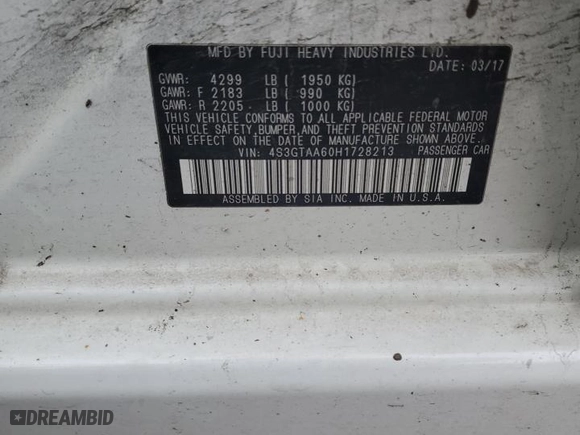 MFD BY FUJI HEAVY INDUSTRIES LTD.
DATE: 03/17
GVWR: 4299 LB ( 1950 KG)
GAWR: F 2183 LB ( 990 KG)
GAWR: R 2205 LB ( 1000 KG)
THIS VEHICLE CONFORMS TO ALL APPLICABLE FEDERAL MOTOR
VEHICLE SAFETY, BUMPER, AND THEFT PREVENTION STANDARDS
IN EFFECT ON THE DATE OF MANUFACTURE SHOWN ABOVE.
VIN: 4S3GTAA60H1728213 PASSENGER CAR
ASSEMBLED BY SIA INC. MADE IN U.S.A.
DREAMBID